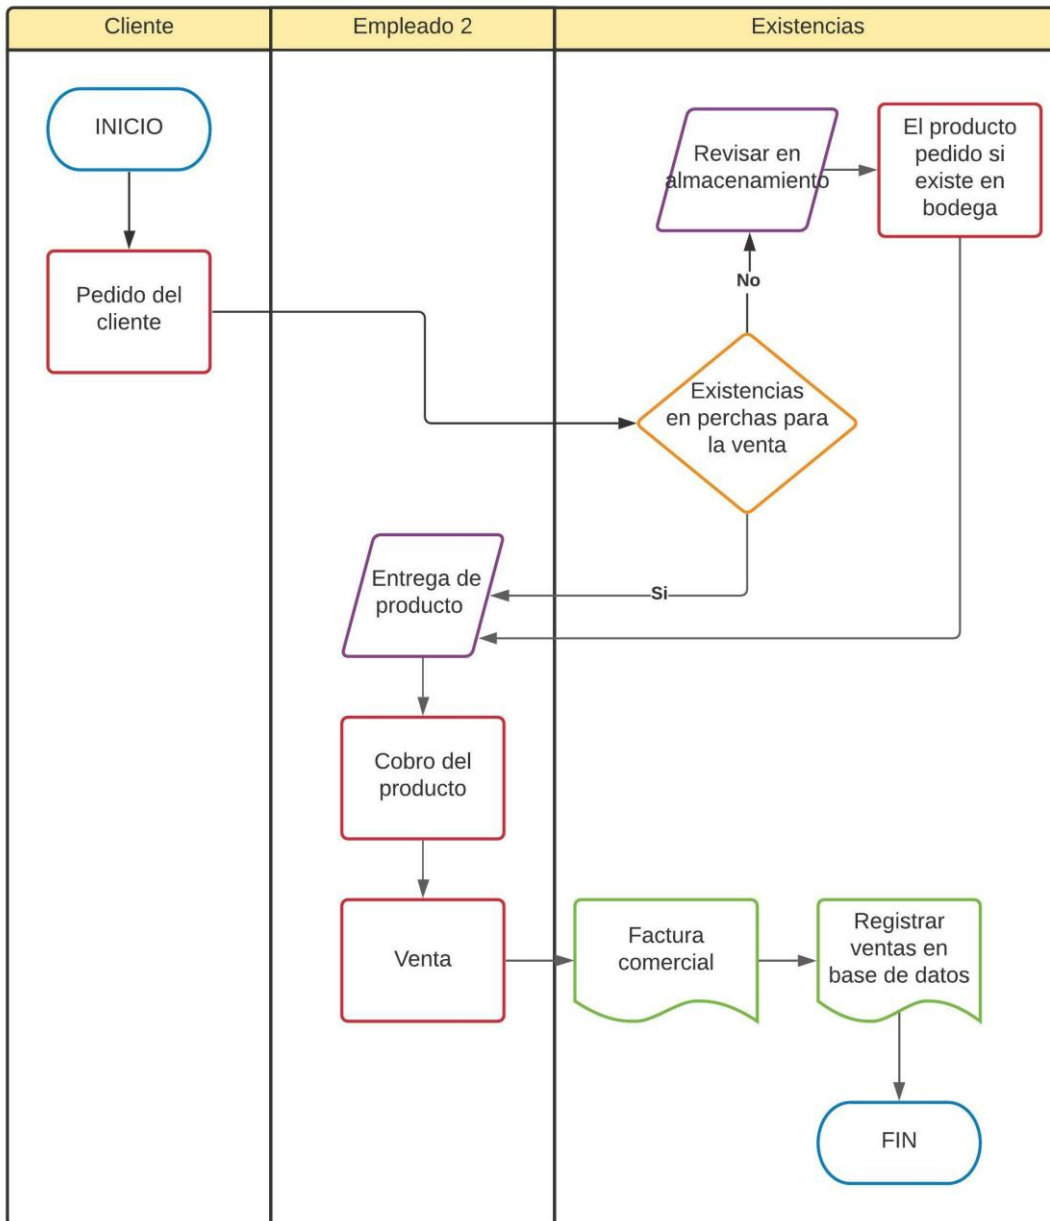 Cliente
Empleado 2
Existencias
INICIO
Pedido del
cliente
Revisar en
almacenamiento
El producto
pedido si
existe en
bodega
No
Existencias
en perchas para
la venta
Si
Entrega de
producto
Cobro del
producto
Venta
Factura
comercial
Registrar
ventas en
base de datos
FIN